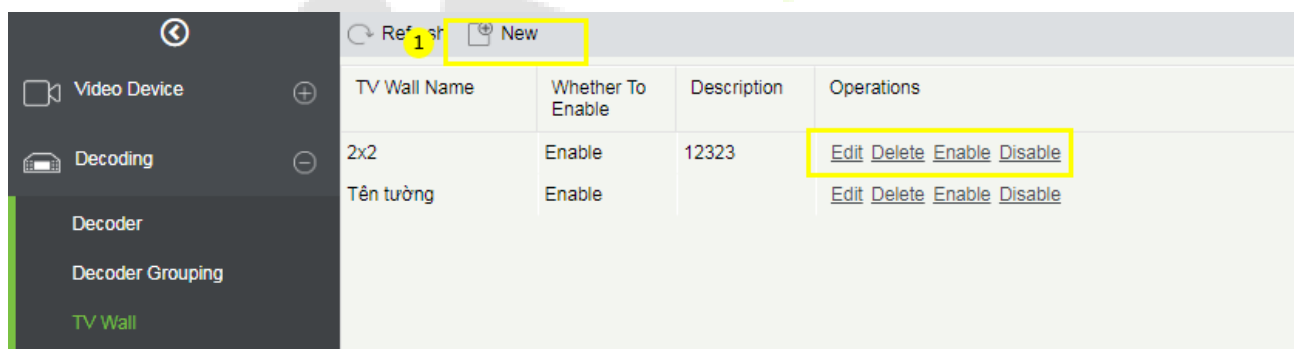 Ref sh New
1
Video Device
Decoding
Decoder
Decoder Grouping
TV Wall
TV Wall Name Whether To Enable Description Operations
2x2 Enable 12323 Edit Delete Enable Disable
Tên tường Enable Edit Delete Enable Disable